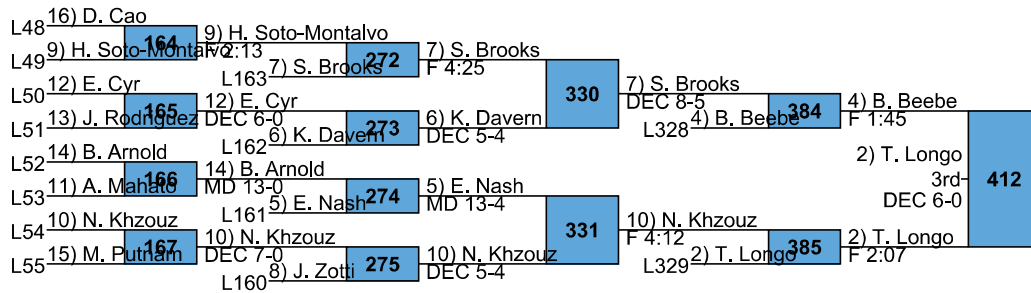 L48 16) D. Cao
164
L49 9) H. Soto-Montalvo
9) H. Soto-Montalvo
F 2:13
272
L163 7) S. Brooks
7) S. Brooks
F 4:25
L50 12) E. Cyr
165
L51 13) J. Rodriguez
12) E. Cyr
DEC 6-0
273
L162 6) K. Davern
6) K. Davern
DEC 5-4
330
7) S. Brooks
DEC 8-5
384
L328 4) B. Beebe
4) B. Beebe
F 1:45
L52 14) B. Arnold
166
L53 11) A. Mahato
14) B. Arnold
MD 13-0
274
L161 5) E. Nash
5) E. Nash
MD 13-4
L54 10) N. Khzouz
167
L55 15) M. Putnam
10) N. Khzouz
DEC 7-0
275
L160 8) J. Zotti
10) N. Khzouz
DEC 5-4
331
10) N. Khzouz
F 4:12
385
L329 2) T. Longo
2) T. Longo
F 2:07
2) T. Longo
3rd
DEC 6-0
412